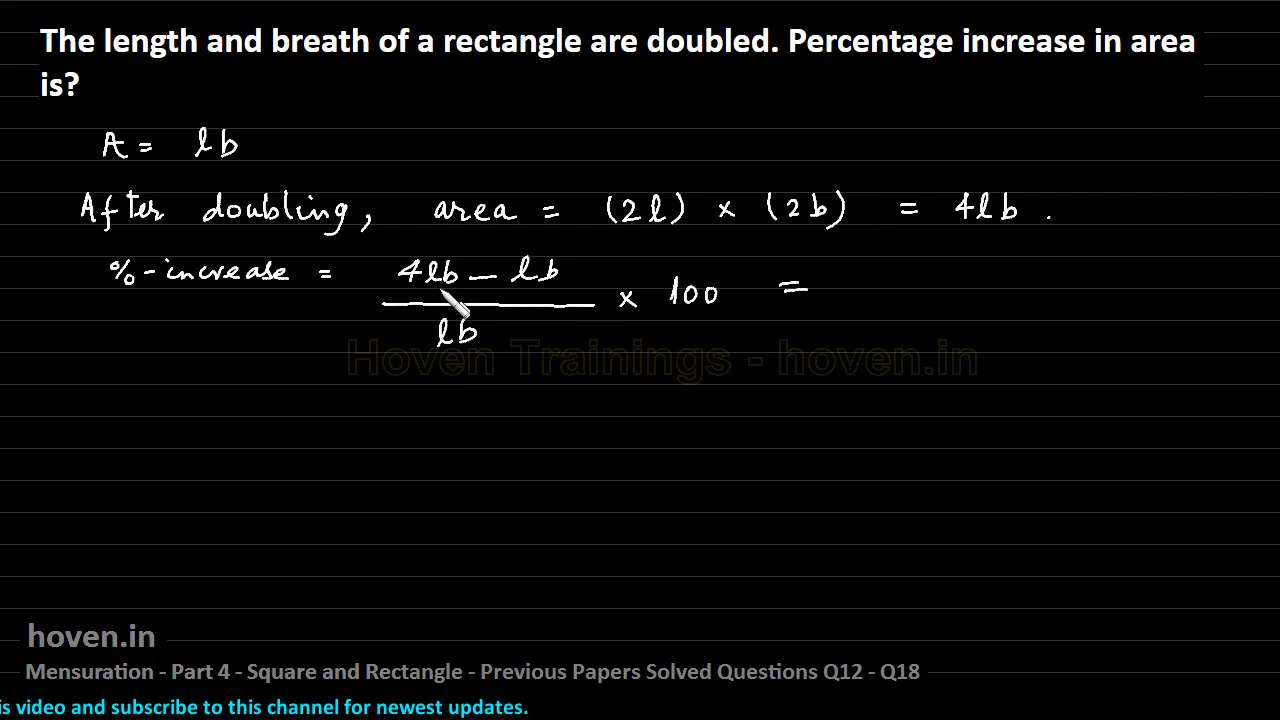 The length and breath of a rectangle are doubled. Percentage increase in area
is?
A = lb
After doubling, area = (2l) × (2b) = 4lb .
%-increase = 4lb - lb
lb
× 100 =
Hoven Trainings - hoven.in
hoven.in
Mensuration - Part 4 - Square and Rectangle - Previous Papers Solved Questions Q12 - Q18
is video and subscribe to this channel for newest updates.